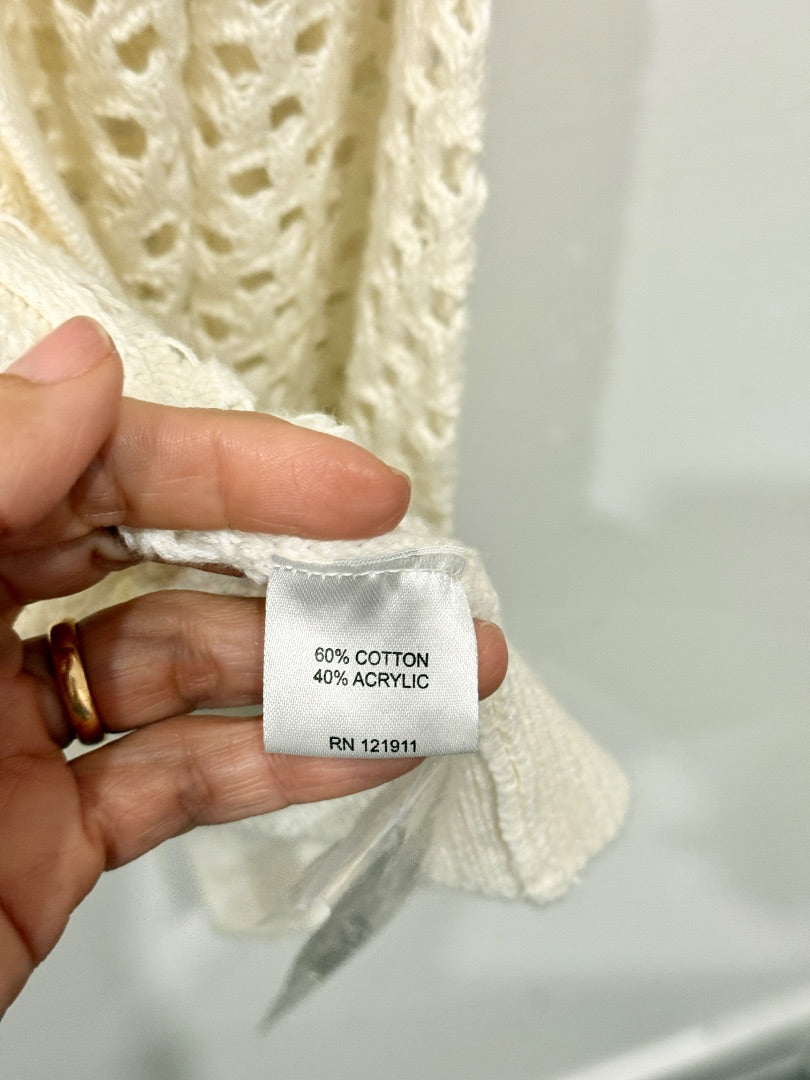 60% COTTON
40% ACRYLIC
RN 121911